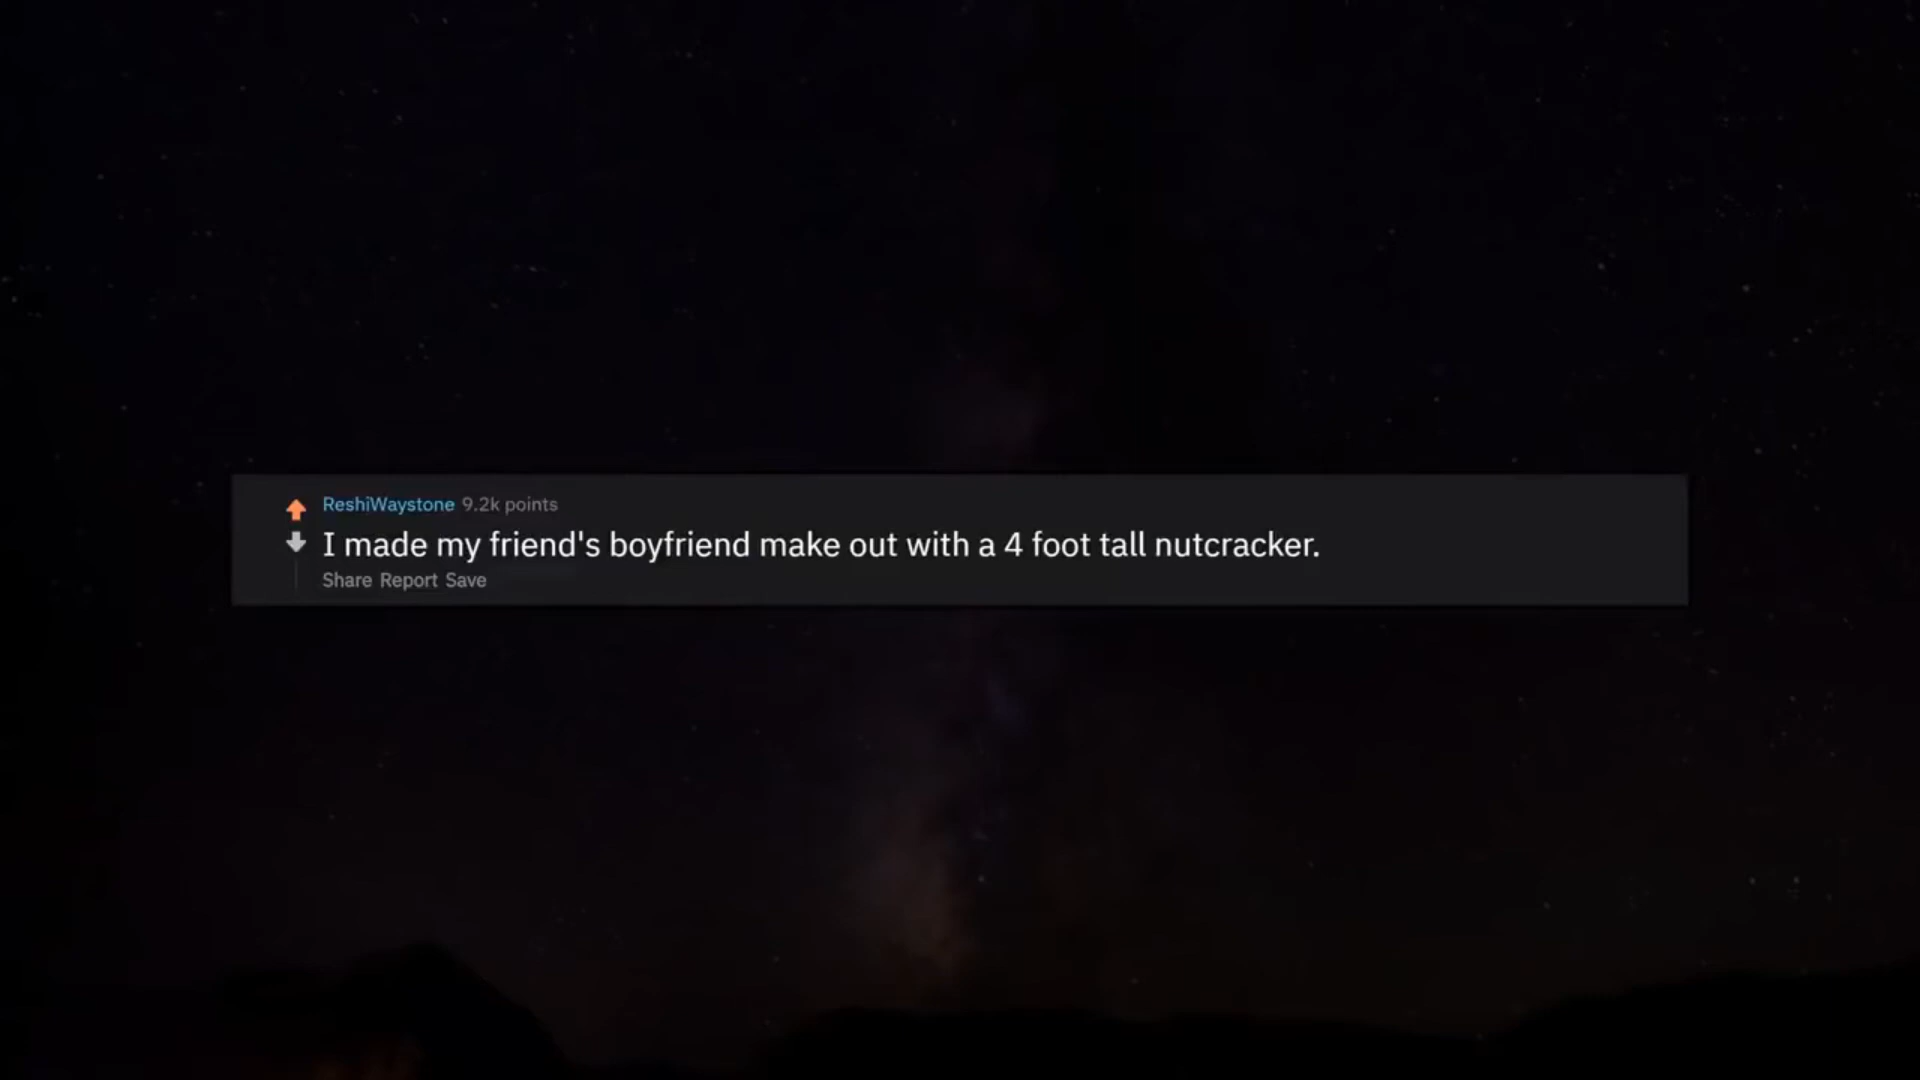 ReshiWaystone 9.2k points
I made my friend's boyfriend make out with a 4 foot tall nutcracker.
Share Report Save